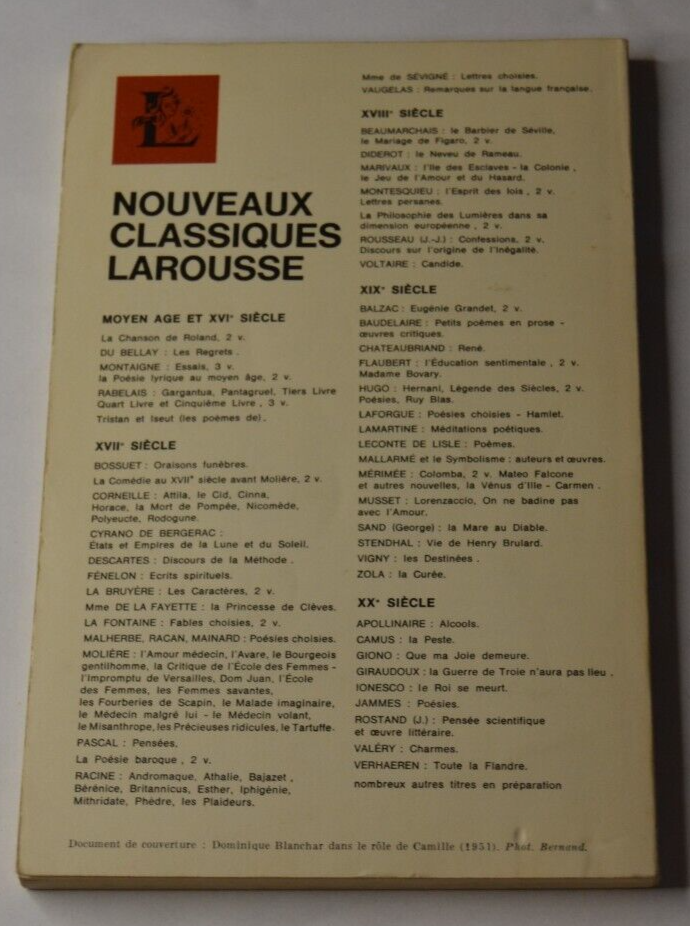 L
NOUVEAUX
CLASSIQUES
LAROUSSE
MOYEN AGE ET XVIᵉ SIÈCLE
La Chanson de Roland, 2 v.
DU BELLAY : Les Regrets .
MONTAIGNE : Essais, 3 v.
la Poésie lyrique au moyen âge, 2 v.
RABELAIS : Gargantua, Pantagruel, Tiers Livre
Quart Livre et Cinquième Livre , 3 v.
Tristan et Iseut (les poèmes de) .
XVIIᵉ SIÈCLE
BOSSUET : Oraisons funèbres.
La Comédie au XVIIᵉ siècle avant Molière, 2 v.
CORNEILLE : Attila, le Cid, Cinna,
Horace, la Mort de Pompée, Nicomède,
Polyeucte, Rodogune.
CYRANO DE BERGERAC :
États et Empires de la Lune et du Soleil.
DESCARTES : Discours de la Méthode .
FÉNELON : Ecrits spirituels.
LA BRUYÈRE : Les Caractères, 2 v.
Mme DE LA FAYETTE : la Princesse de Clèves.
LA FONTAINE : Fables choisies, 2 v.
MALHERBE, RACAN, MAINARD : Poésies choisies.
MOLIÈRE : l'Amour médecin, l'Avare, le Bourgeois
gentilhomme, la Critique de l'École des Femmes -
l'Impromptu de Versailles, Dom Juan, l'École
des Femmes, les Femmes savantes,
les Fourberies de Scapin, le Malade imaginaire,
le Médecin malgré lui - le Médecin volant,
le Misanthrope, les Précieuses ridicules, le Tartuffe.
PASCAL : Pensées.
La Poésie baroque , 2 v.
RACINE : Andromaque, Athalie, Bajazet ,
Bérénice, Britannicus, Esther, Iphigénie,
Mithridate, Phèdre, les Plaideurs.
Mme de SÉVIGNÉ : Lettres choisies.
VAUGELAS : Remarques sur la langue française.
XVIIIᵉ SIÈCLE
BEAUMARCHAIS : le Barbier de Séville,
le Mariage de Figaro, 2 v.
DIDEROT : le Neveu de Rameau.
MARIVAUX : l'Ile des Esclaves - la Colonie ,
le Jeu de l'Amour et du Hasard.
MONTESQUIEU : l'Esprit des lois , 2 v.
Lettres persanes.
La Philosophie des Lumières dans sa
dimension européenne , 2 v.
ROUSSEAU (J.-J.) : Confessions, 2 v.
Discours sur l'origine de l'Inégalité.
VOLTAIRE : Candide.
XIXᵉ SIÈCLE
BALZAC : Eugénie Grandet, 2 v.
BAUDELAIRE : Petits poèmes en prose -
œuvres critiques.
CHATEAUBRIAND : René.
FLAUBERT : l'Éducation sentimentale , 2 v.
Madame Bovary.
HUGO : Hernani, Légende des Siècles, 2 v.
Poésies, Ruy Blas.
LAFORGUE : Poésies choisies - Hamlet.
LAMARTINE : Méditations poétiques.
LECONTE DE LISLE : Poèmes.
MALLARMÉ et le Symbolisme : auteurs et œuvres.
MÉRIMÉE : Colomba, 2 v. Mateo Falcone
et autres nouvelles, la Vénus d'Ille - Carmen .
MUSSET : Lorenzaccio, On ne badine pas
avec l'Amour.
SAND (George) : la Mare au Diable.
STENDHAL : Vie de Henry Brulard.
VIGNY : les Destinées .
ZOLA : la Curée.
XXᵉ SIÈCLE
APOLLINAIRE : Alcools.
CAMUS : la Peste.
GIONO : Que ma Joie demeure.
GIRAUDOUX : la Guerre de Troie n'aura pas lieu .
IONESCO : le Roi se meurt.
JAMMES : Poésies.
ROSTAND (J.) : Pensée scientifique
et œuvre littéraire.
VALÉRY : Charmes.
VERHAEREN : Toute la Flandre.
nombreux autres titres en préparation
Document de couverture : Dominique Blanchar dans le rôle de Camille (1951). Phot. Bernand.